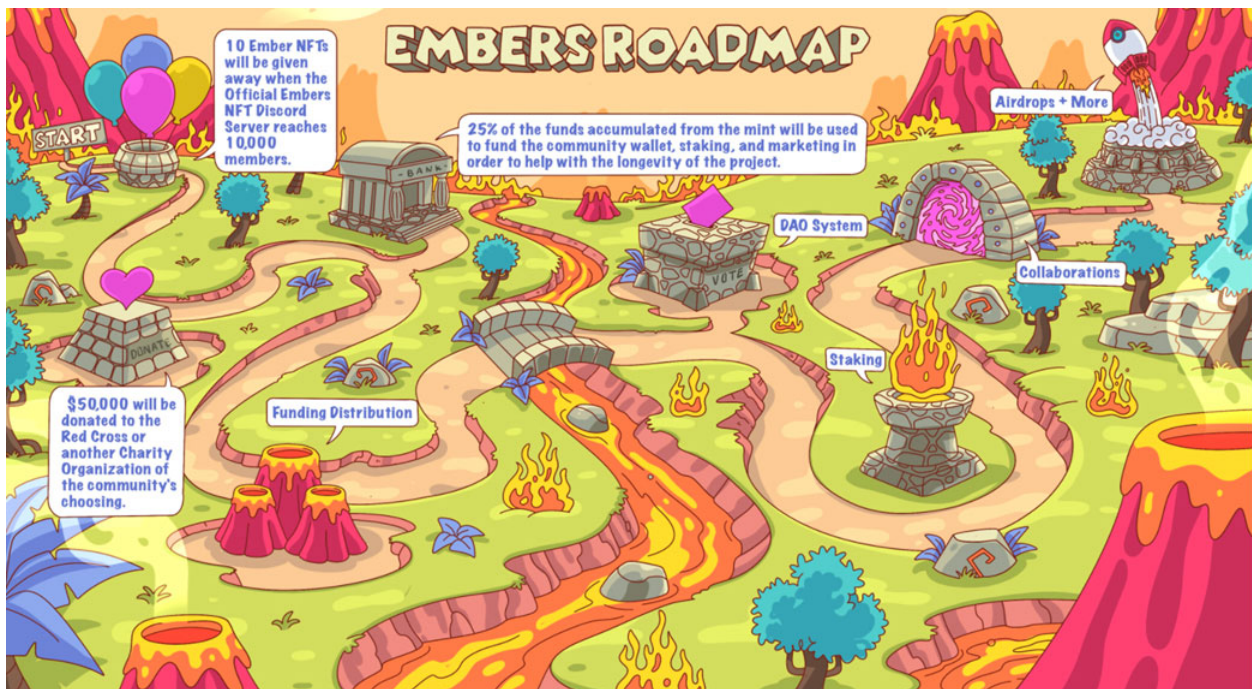 EMBERS ROADMAP
START
10 Ember NFTs
will be given
away when the
Official Embers
NFT Discord
Server reaches
10,000
members.
- BANK -
25% of the funds accumulated from the mint will be used
to fund the community wallet, staking, and marketing in
order to help with the longevity of the project.
Airdrops + More
DAO System
VOTE
Collaborations
DONATE
Staking
$50,000 will be
donated to the
Red Cross or
another Charity
Organization of
the community's
choosing.
Funding Distribution